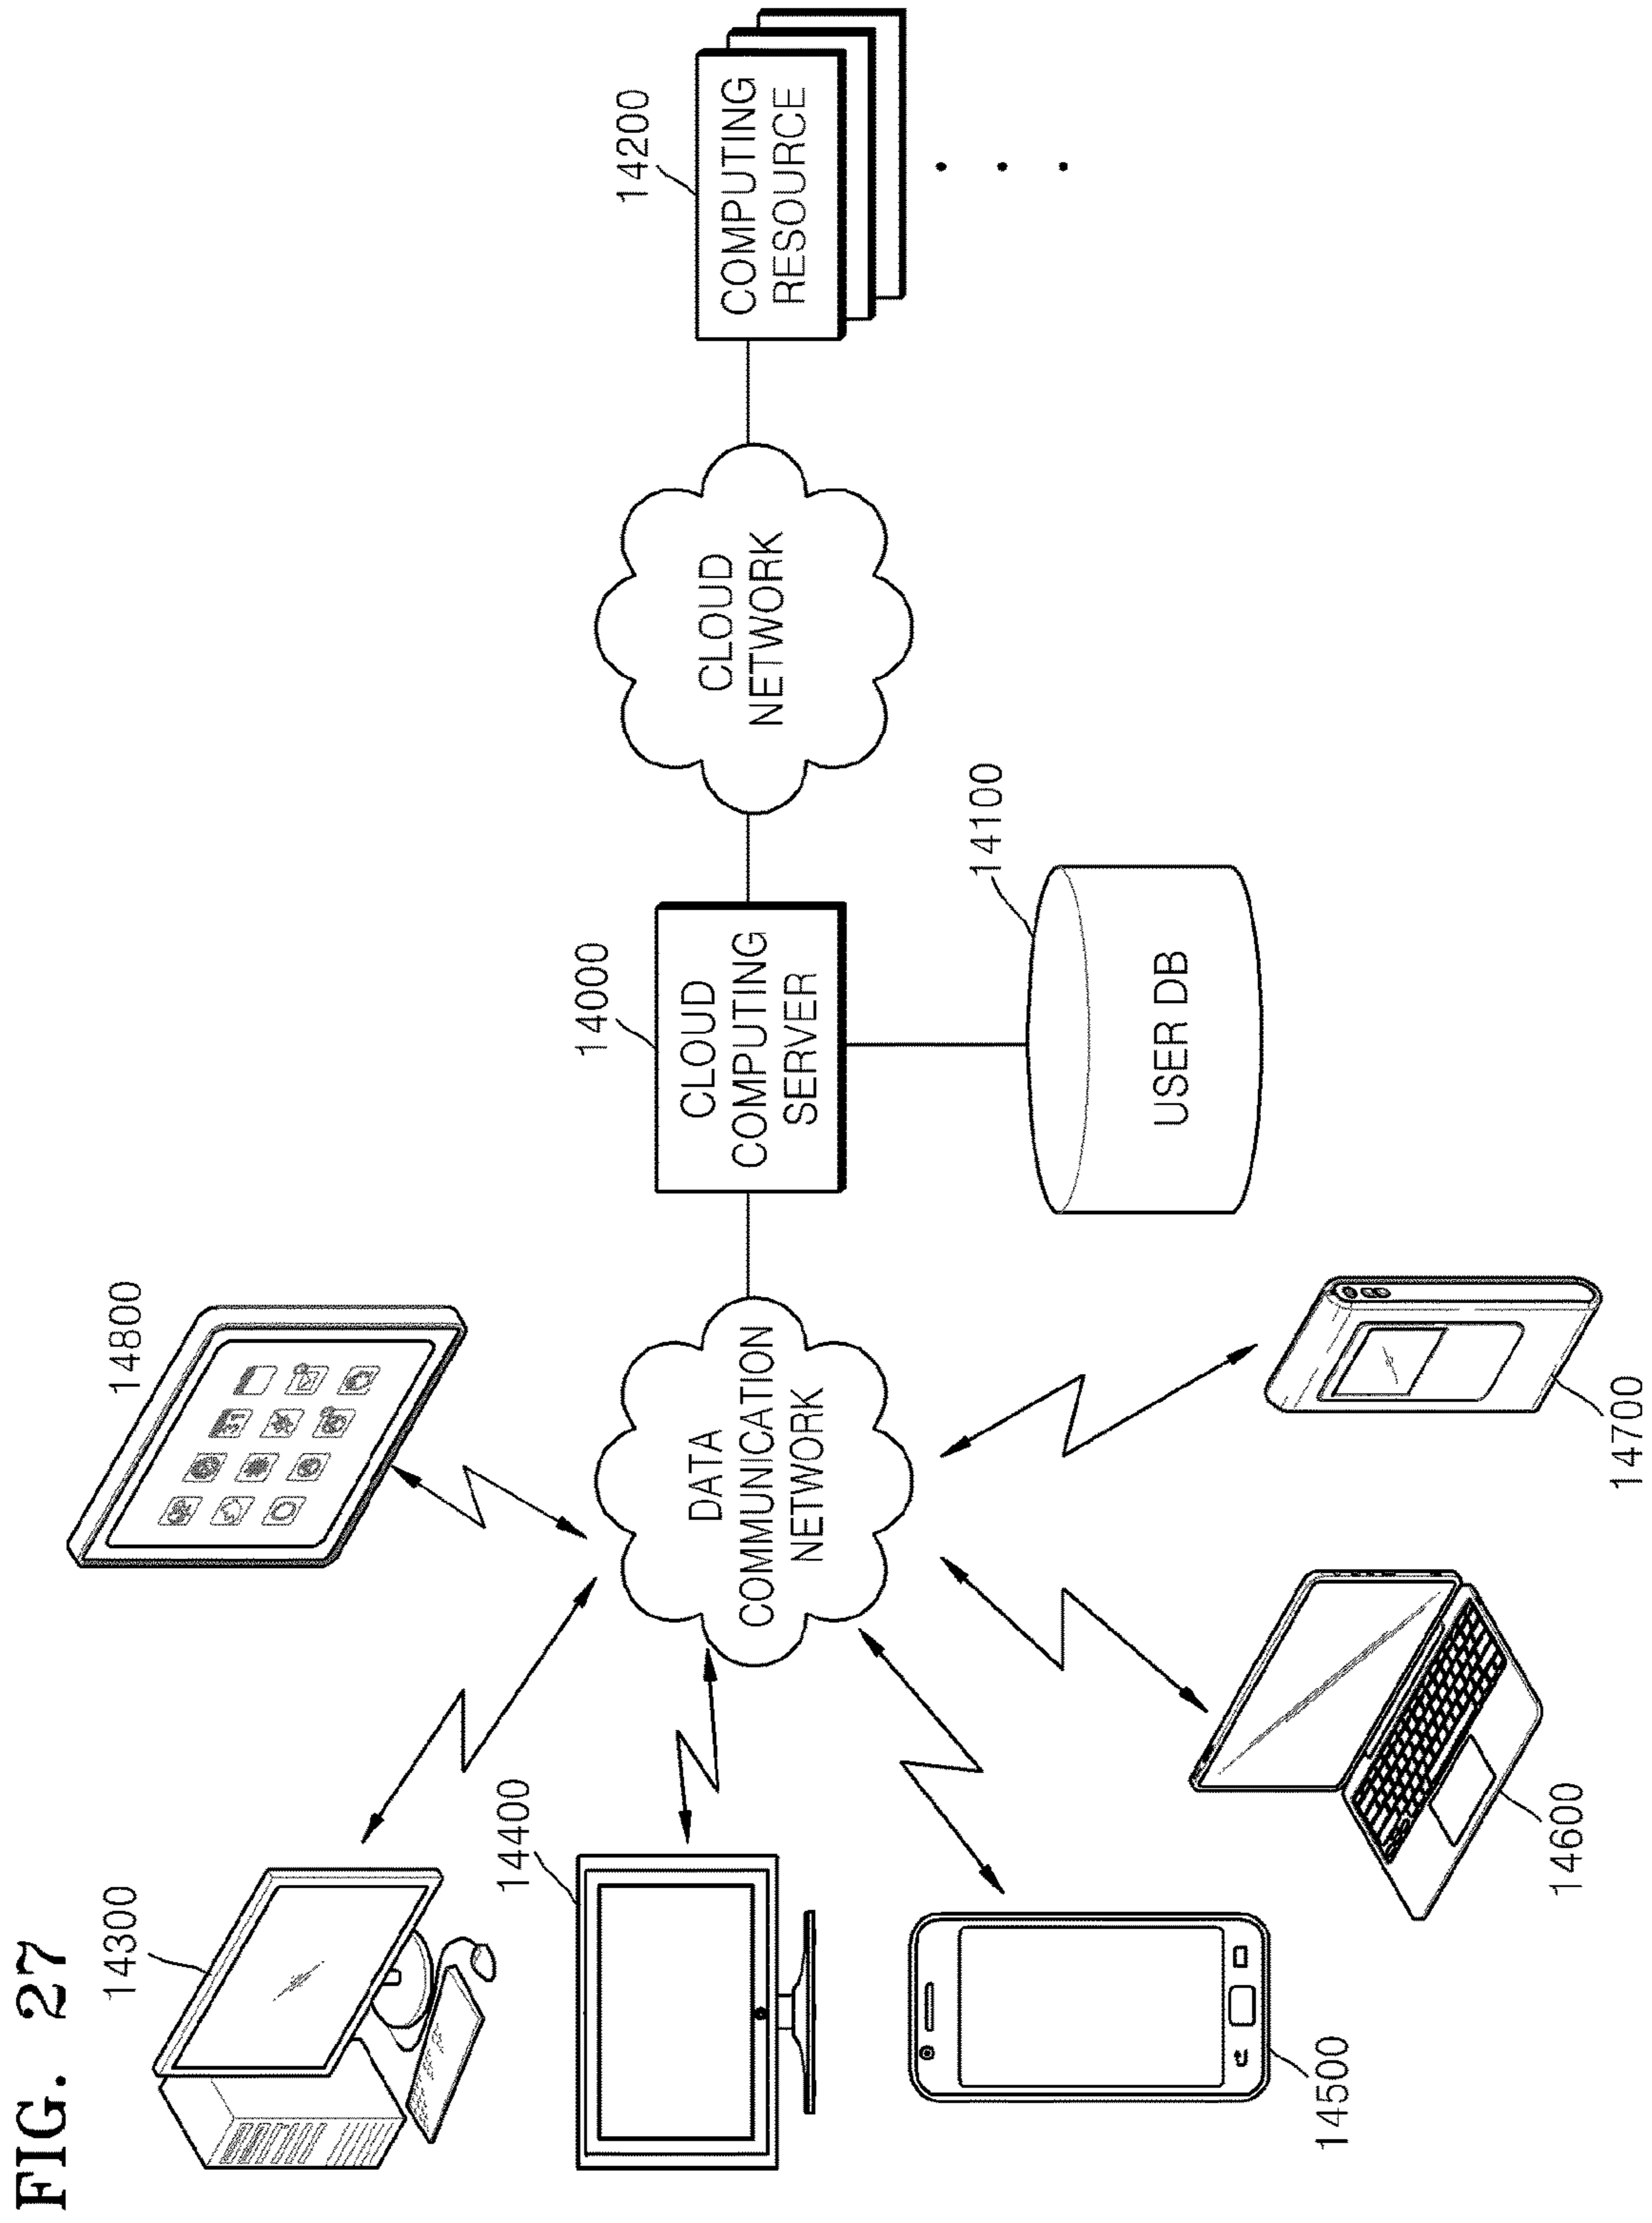 FIG. 27
14300
14800
14400
14500
14600
14700
DATA
COMMUNICATION
NETWORK
14000
CLOUD
COMPUTING
SERVER
14100
USER DB
CLOUD
NETWORK
14200
COMPUTING
RESOURCE